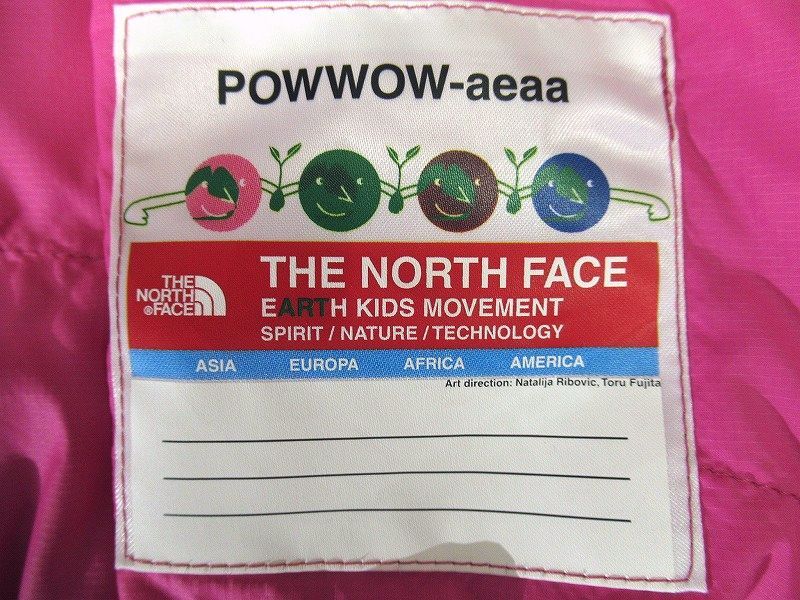 POWWOW-aeaa
THE
NORTH
®FACE
THE NORTH FACE
EARTH KIDS MOVEMENT
SPIRIT / NATURE / TECHNOLOGY
ASIA EUROPA AFRICA AMERICA
Art direction: Natalija Ribovic, Toru Fujita